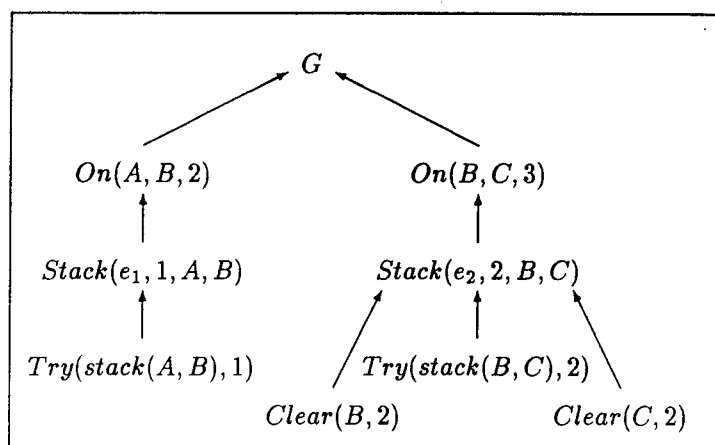 G
On(A, B, 2) On(B, C, 3)
Stack(e₁, 1, A, B) Stack(e₂, 2, B, C)
Try(stack(A, B), 1) Try(stack(B, C), 2)
Clear(B, 2) Clear(C, 2)